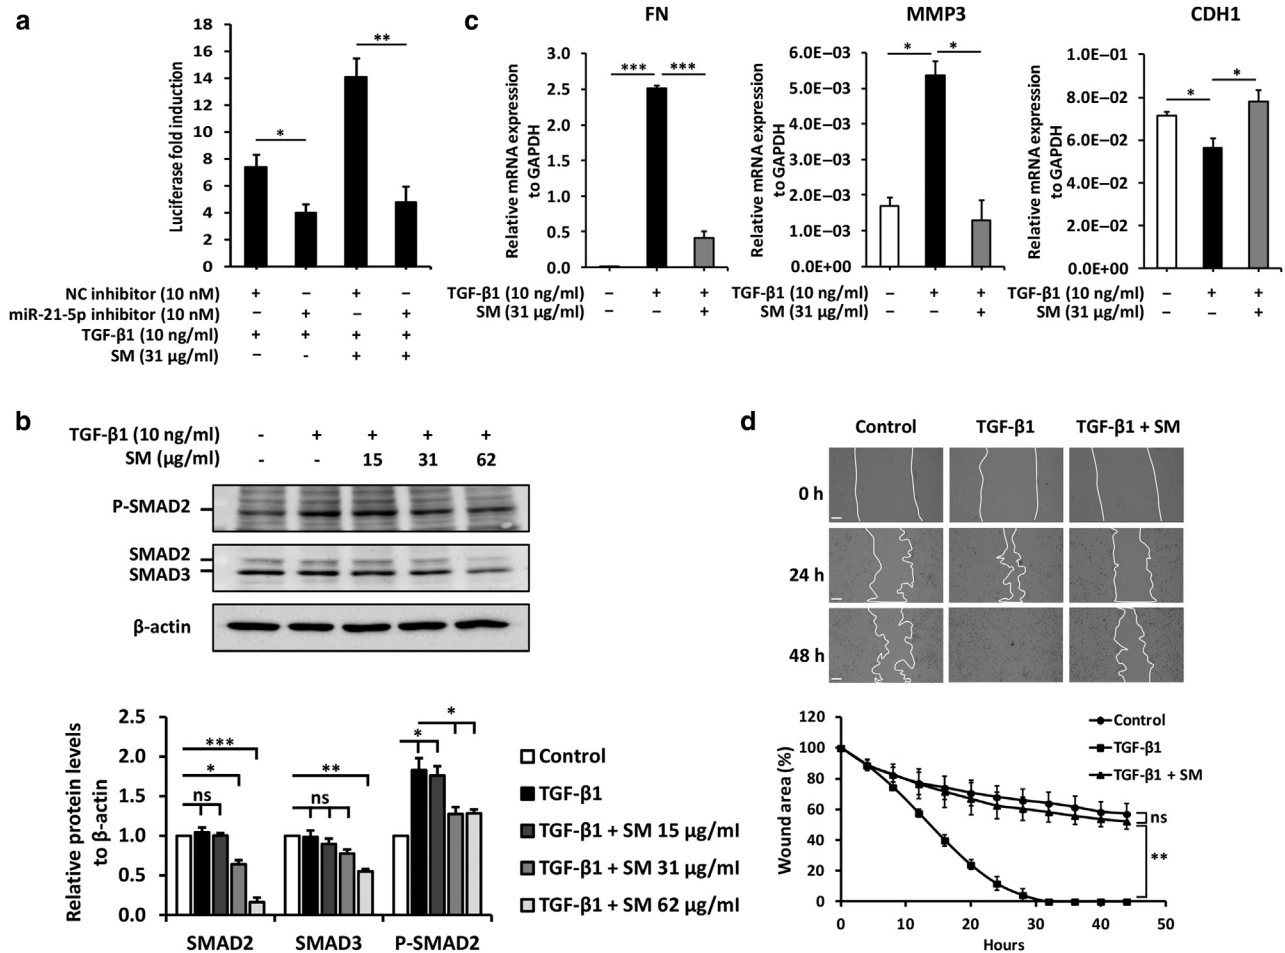 a
18
16
14
12
10
8
6
4
2
0
Luciferase fold induction
*
**
NC inhibitor (10 nM) + – + –
miR-21-5p inhibitor (10 nM) – + – +
TGF-β1 (10 ng/ml) + + + +
SM (31 µg/ml) – - + +
c
FN
3.0
2.5
2.0
1.5
1.0
0.5
0.0
Relative mRNA expression
to GAPDH
*** ***
TGF-β1 (10 ng/ml) – + +
SM (31 µg/ml) – – +
MMP3
6.0E−03
5.0E−03
4.0E−03
3.0E−03
2.0E−03
1.0E−03
0.0E+00
Relative mRNA expression
to GAPDH
* *
TGF-β1 (10 ng/ml) – + +
SM (31 µg/ml) – – +
CDH1
1.0E−01
8.0E−02
6.0E−02
4.0E−02
2.0E−02
0.0E+00
Relative mRNA expression
to GAPDH
* *
TGF-β1 (10 ng/ml) – + +
SM (31 µg/ml) – – +
b
TGF-β1 (10 ng/ml) - + + + +
SM (µg/ml) - - 15 31 62
P-SMAD2
SMAD2
SMAD3
β-actin
2.5
2.0
1.5
1.0
0.5
0.0
Relative protein levels
to β-actin
***
*
ns
**
ns
*
*
SMAD2 SMAD3 P-SMAD2
Control
TGF-β1
TGF-β1 + SM 15 µg/ml
TGF-β1 + SM 31 µg/ml
TGF-β1 + SM 62 µg/ml
d
Control TGF-β1 TGF-β1 + SM
0 h
24 h
48 h
120
100
80
60
40
20
0
Wound area (%)
Control
TGF-β1
TGF-β1 + SM
ns
**
0 10 20 30 40 50
Hours